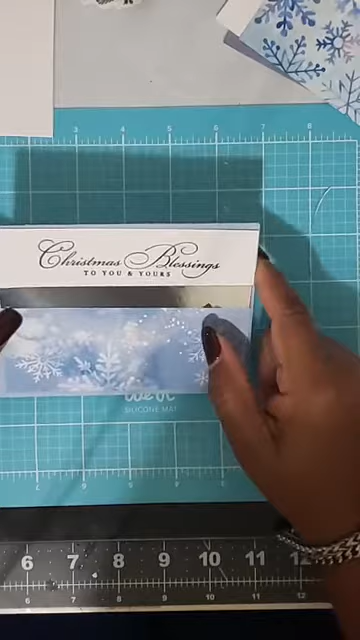 Christmas Blessings
TO YOU & YOURS
SILICONE MAT
6 7 8 9 10 11 12